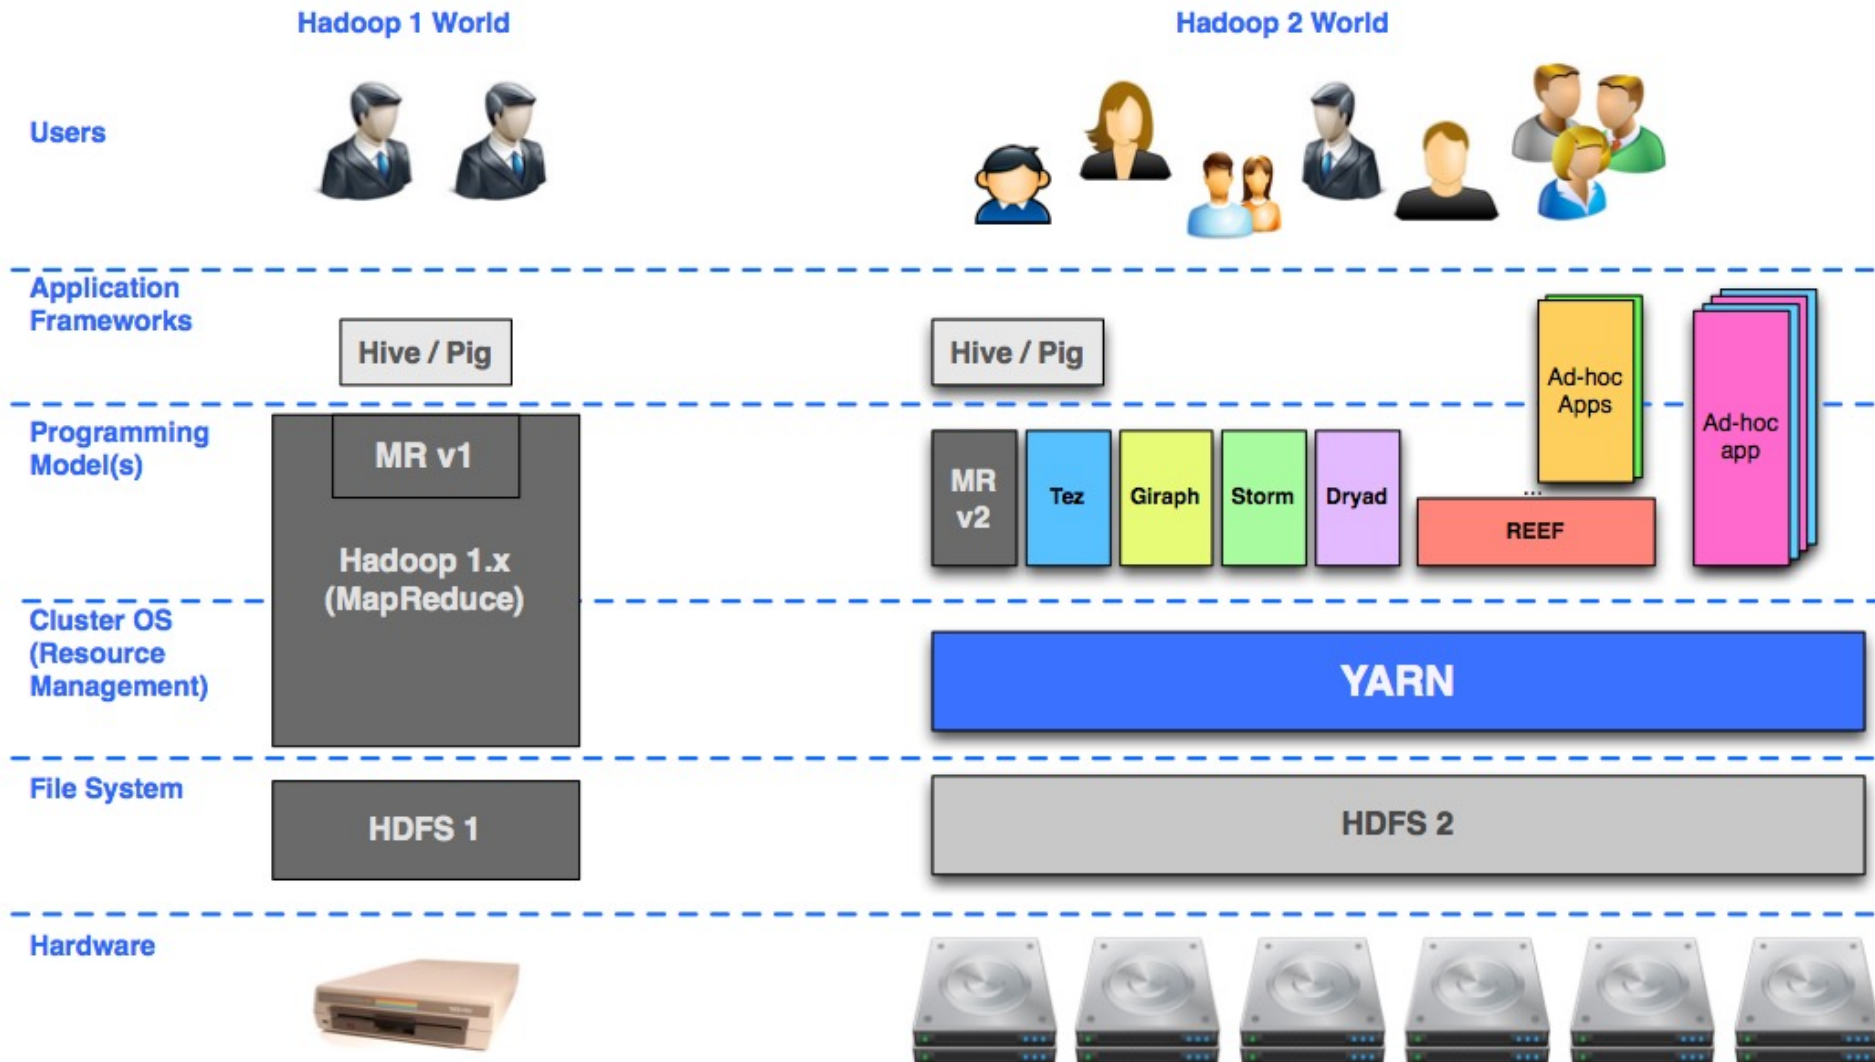 Hadoop 1 World
Hadoop 2 World
Users
Application
Frameworks
Hive / Pig
Hive / Pig
Ad-hoc
Apps
Programming
Model(s)
MR v1
Hadoop 1.x
(MapReduce)
MR
v2
Tez
Giraph
Storm
Dryad
...
REEF
Ad-hoc
app
Cluster OS
(Resource
Management)
YARN
File System
HDFS 1
HDFS 2
Hardware